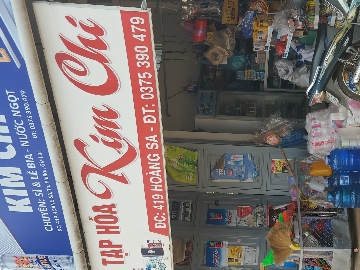 TẠP HÓA
Kim Chi
ĐC: 419 HOÀNG SA - ĐT: 0375 390 479
KIM CHI
CHUYÊN: SỈ & LẺ BIA - NƯỚC NGỌT